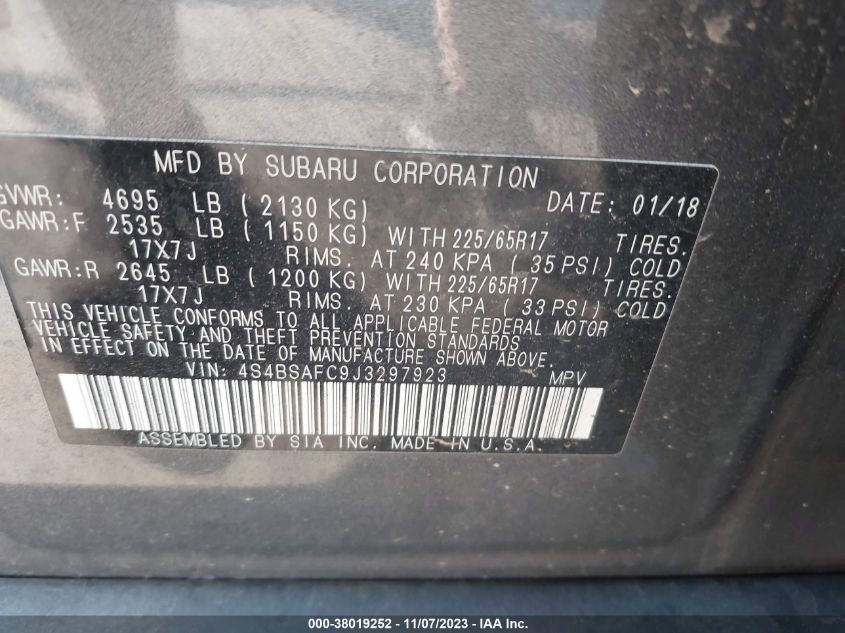 MFD BY SUBARU CORPORATION
GVWR: 4695 LB ( 2130 KG) DATE: 01/18
GAWR:F 2535 LB ( 1150 KG) WITH 225/65R17 TIRES.
17X7J RIMS. AT 240 KPA ( 35 PSI) COLD
GAWR:R 2645 LB ( 1200 KG) WITH 225/65R17 TIRES.
17X7J RIMS. AT 230 KPA ( 33 PSI) COLD
THIS VEHICLE CONFORMS TO ALL APPLICABLE FEDERAL MOTOR
VEHICLE SAFETY AND THEFT PREVENTION STANDARDS
IN EFFECT ON THE DATE OF MANUFACTURE SHOWN ABOVE.
VIN: 4S4BSAFC9J3297923 MPV
ASSEMBLED BY SIA INC. MADE IN U.S.A.
000-38019252 - 11/07/2023 - IAA Inc.